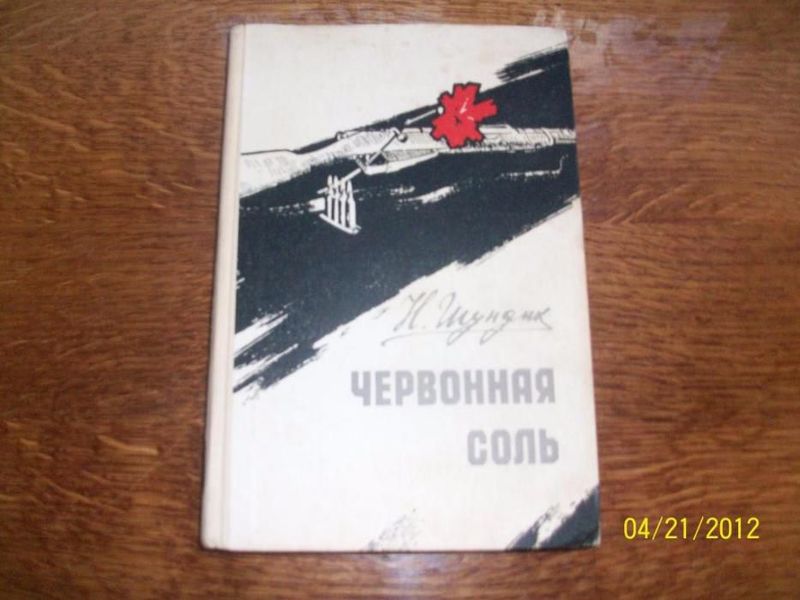 Н. Шундик
ЧЕРВОННАЯ
СОЛЬ
04/21/2012